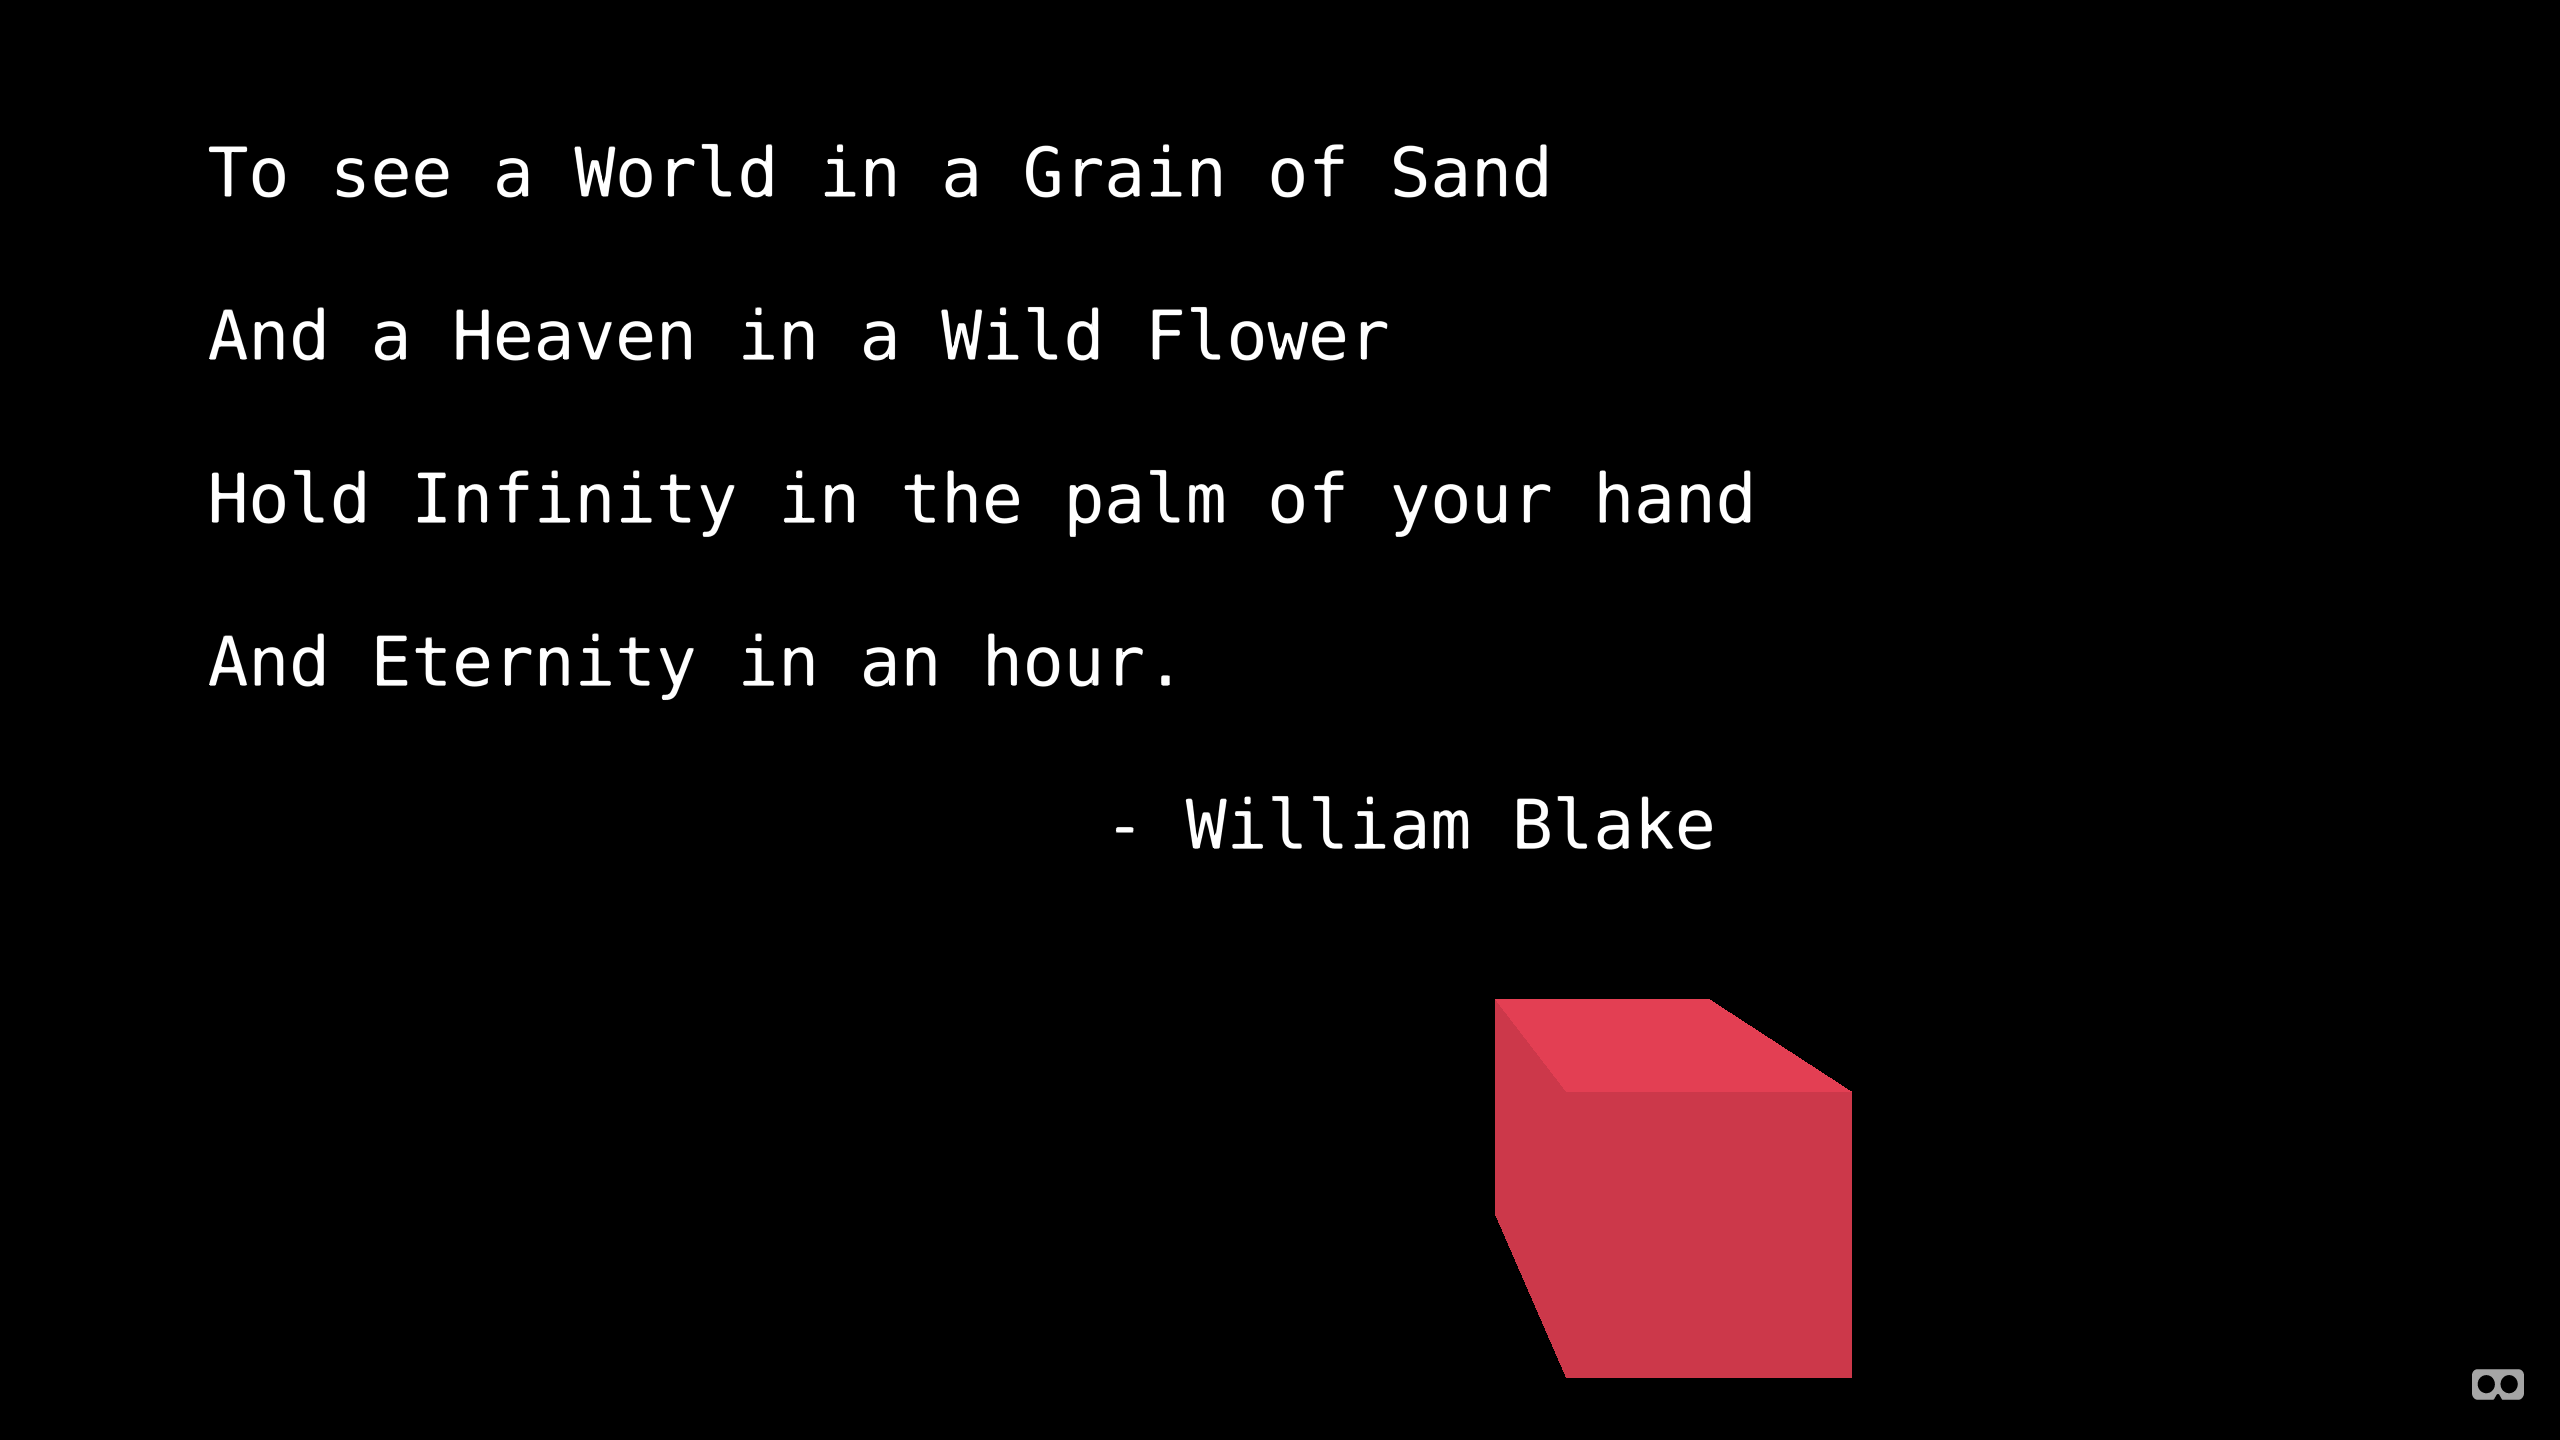 To see a World in a Grain of Sand
And a Heaven in a Wild Flower
Hold Infinity in the palm of your hand
And Eternity in an hour.
- William Blake